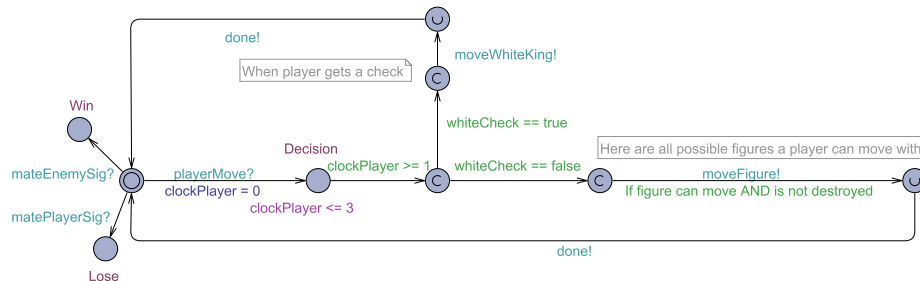 done!
moveWhiteKing!
When player gets a check
Win
whiteCheck == true
Decision
Here are all possible figures a player can move with
clockPlayer >= 1
whiteCheck == false
mateEnemySig?
playerMove?
moveFigure!
clockPlayer = 0
If figure can move AND is not destroyed
clockPlayer <= 3
matePlayerSig?
done!
Lose